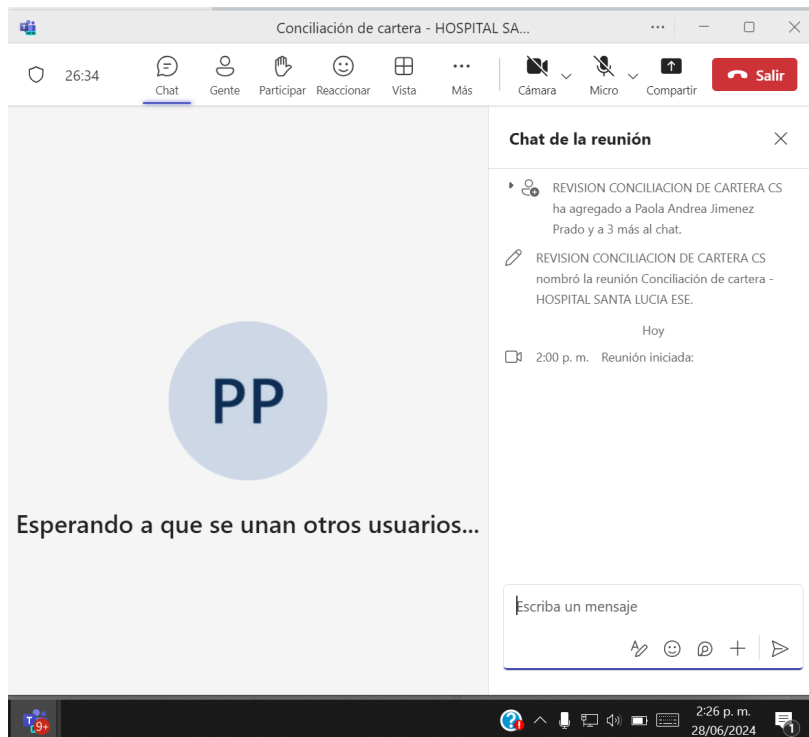 Conciliación de cartera - HOSPITAL SA...
26:34
Chat
Gente
Participar
Reaccionar
Vista
Más
Cámara
Micro
Compartir
Salir
Chat de la reunión
REVISION CONCILIACION DE CARTERA CS
ha agregado a Paola Andrea Jimenez
Prado y a 3 más al chat.
REVISION CONCILIACION DE CARTERA CS
nombró la reunión Conciliación de cartera -
HOSPITAL SANTA LUCIA ESE.
Hoy
2:00 p. m. Reunión iniciada:
PP
Esperando a que se unan otros usuarios...
Escriba un mensaje
T 9+
2:26 p. m.
28/06/2024
1